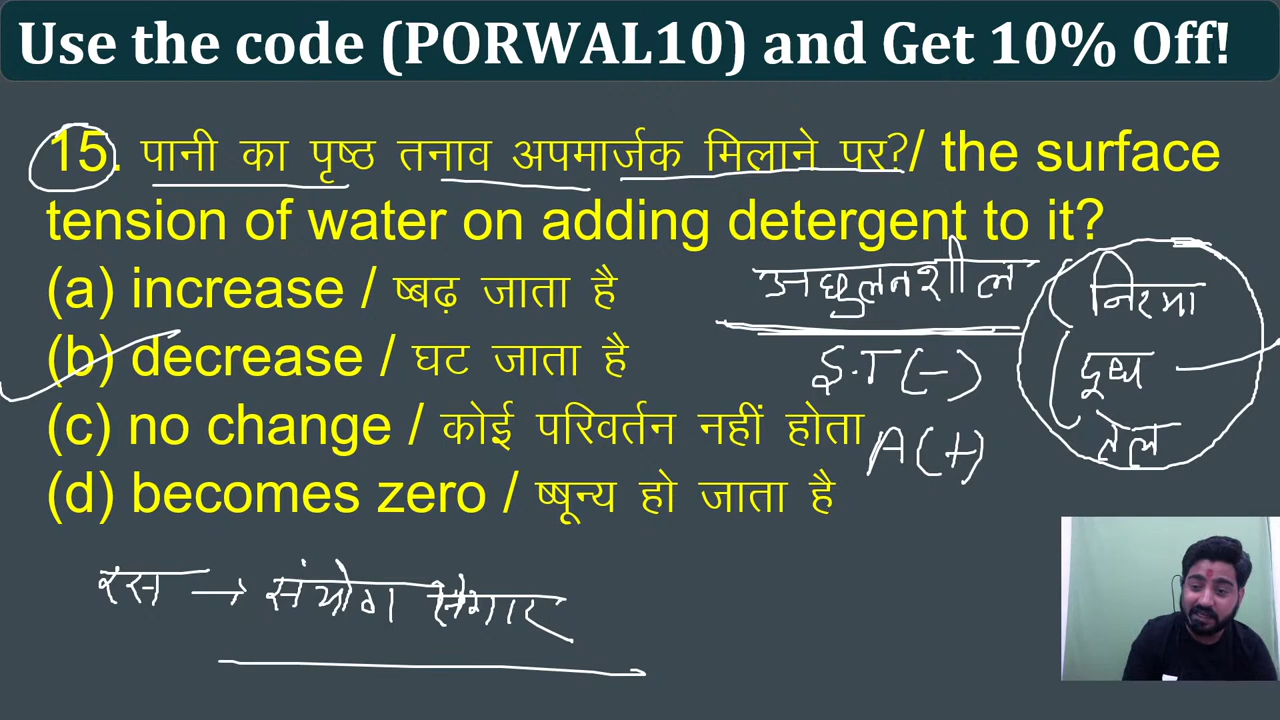 Use the code (PORWAL10) and Get 10% Off!
15. पानी का पृष्ठ तनाव अपमार्जक मिलाने पर?/ the surface
tension of water on adding detergent to it?
(a) increase / ष्बढ़ जाता है
(b) decrease / घट जाता है
(c) no change / कोई परिवर्तन नहीं होता
(d) becomes zero / ष्षून्य हो जाता है
अघुलनशील
S.T (-)
A (+)
निरमा
दूध
तेल
रस → संयोग